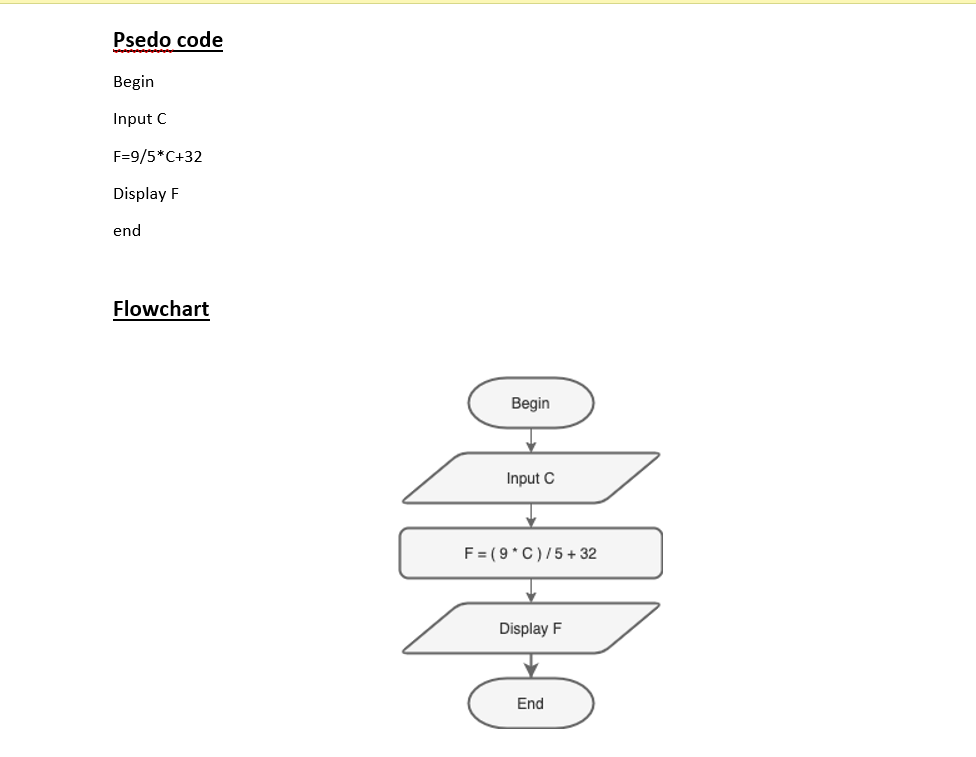 Psedo code
Begin
Input C
F=9/5*C+32
Display F
end
Flowchart
Begin
Input C
F = ( 9 * C ) / 5 + 32
Display F
End